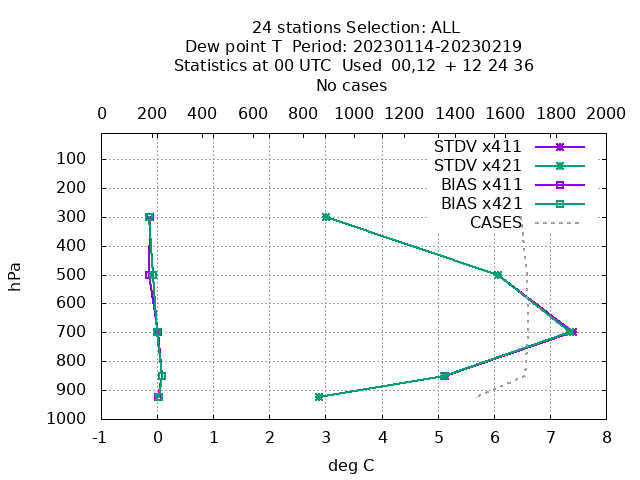 24 stations Selection: ALL
Dew point T  Period: 20230114-20230219
Statistics at 00 UTC  Used  00,12  + 12 24 36
No cases
0 200 400 600 800 1000 1200 1400 1600 1800 2000
STDV x411
STDV x421
BIAS x411
BIAS x421
CASES
100
200
300
400
500
600
700
800
900
1000
hPa
-1 0 1 2 3 4 5 6 7 8
deg C